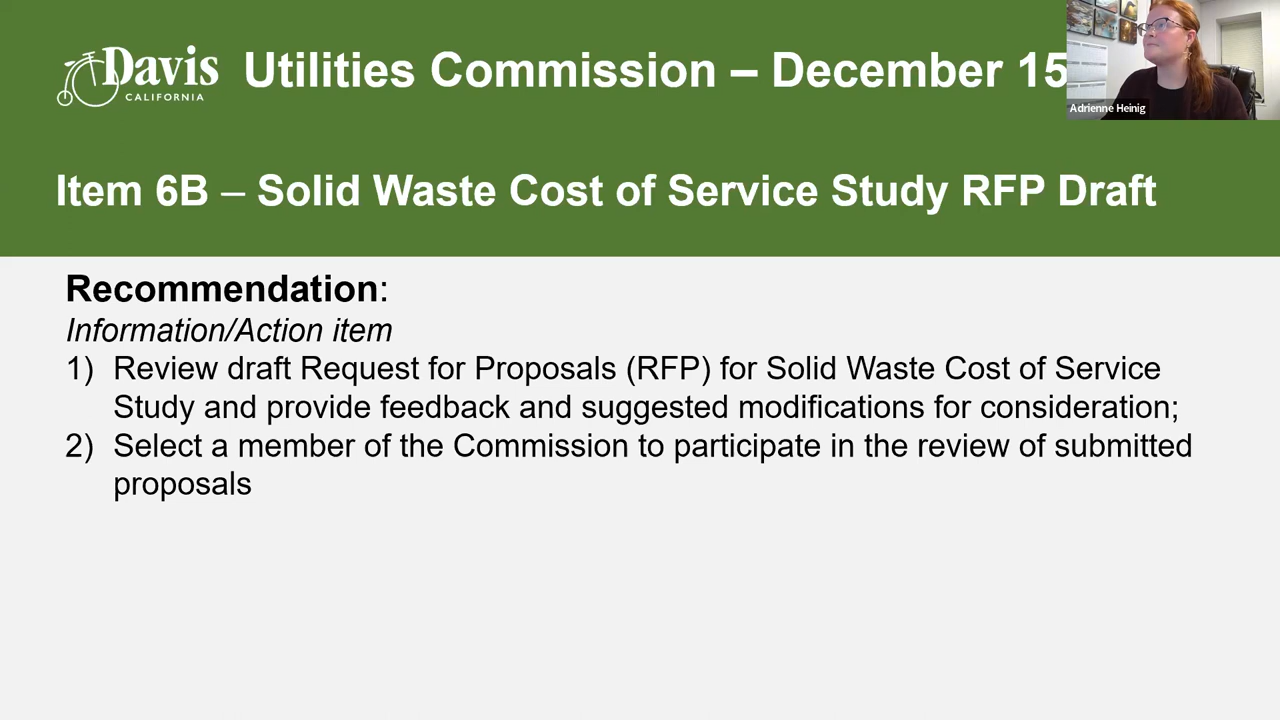 Davis
CALIFORNIA
Utilities Commission – December 15
Adrienne Heinig
Item 6B – Solid Waste Cost of Service Study RFP Draft
Recommendation:
Information/Action item
1) Review draft Request for Proposals (RFP) for Solid Waste Cost of Service
Study and provide feedback and suggested modifications for consideration;
2) Select a member of the Commission to participate in the review of submitted
proposals